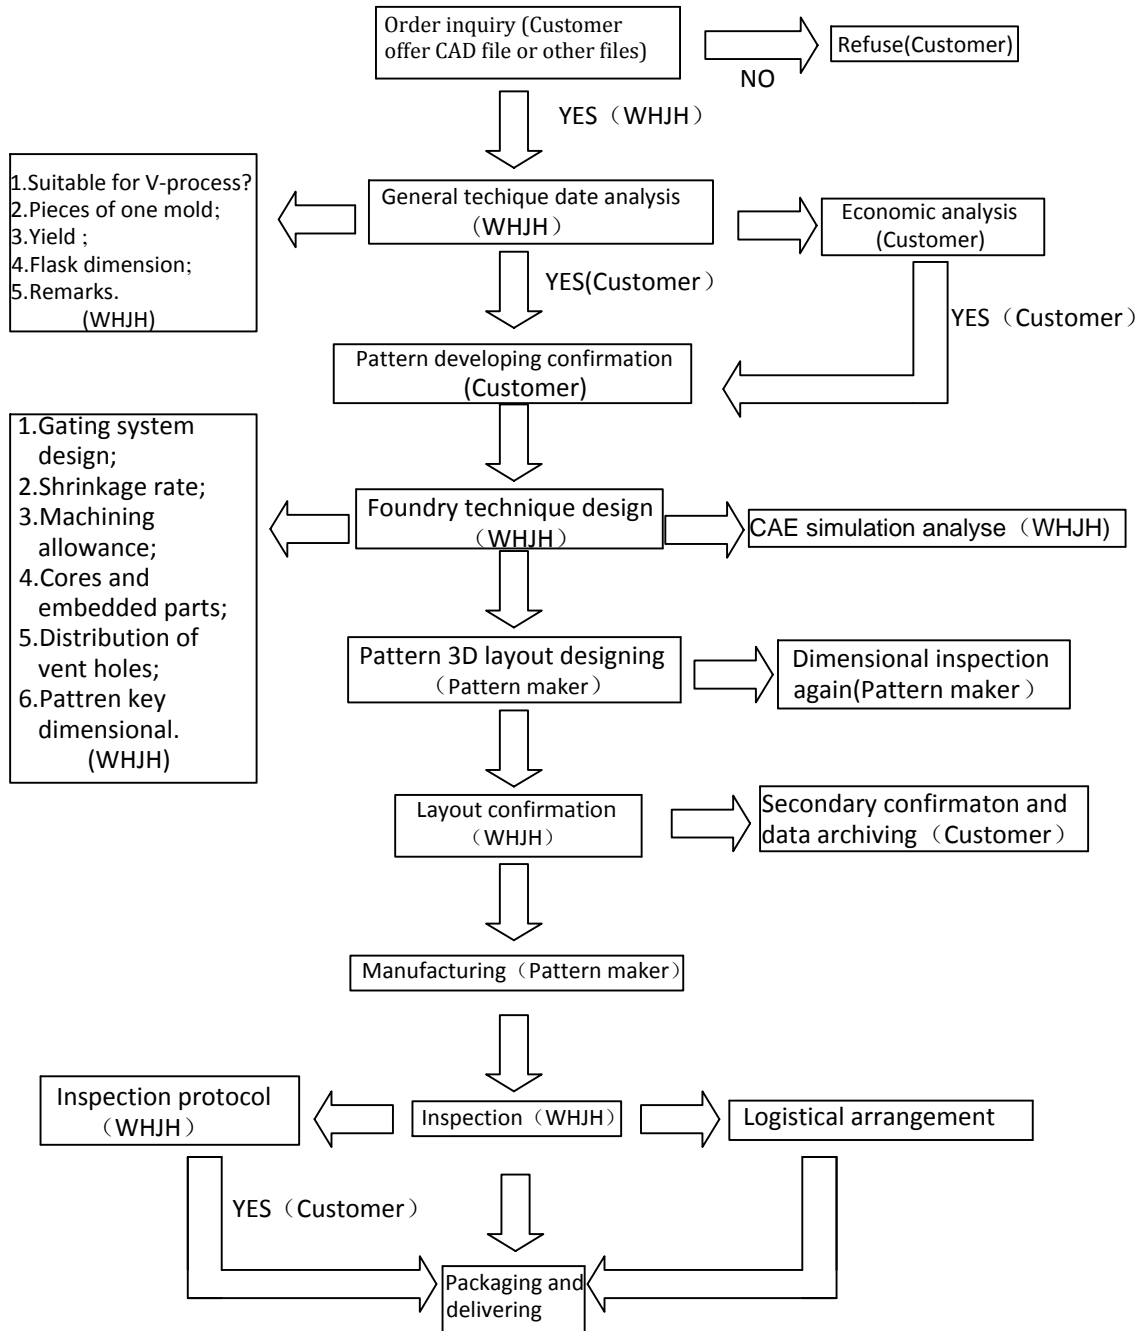 Order inquiry (Customer
offer CAD file or other files)
Refuse(Customer)
NO
YES（WHJH）
1.Suitable for V-process?
2.Pieces of one mold;
3.Yield ;
4.Flask dimension;
5.Remarks.
(WHJH)
General techique date analysis
（WHJH）
Economic analysis
(Customer)
YES(Customer）
YES（Customer）
Pattern developing confirmation
(Customer)
1.Gating system
design;
2.Shrinkage rate;
3.Machining
allowance;
4.Cores and
embedded parts;
5.Distribution of
vent holes;
6.Pattren key
dimensional.
(WHJH)
Foundry technique design
（WHJH）
CAE simulation analyse（WHJH)
Pattern 3D layout designing
（Pattern maker）
Dimensional inspection
again(Pattern maker）
Layout confirmation
（WHJH）
Secondary confirmaton and
data archiving（Customer）
Manufacturing（Pattern maker）
Inspection protocol
（WHJH）
Inspection（WHJH）
Logistical arrangement
YES（Customer）
Packaging and
delivering